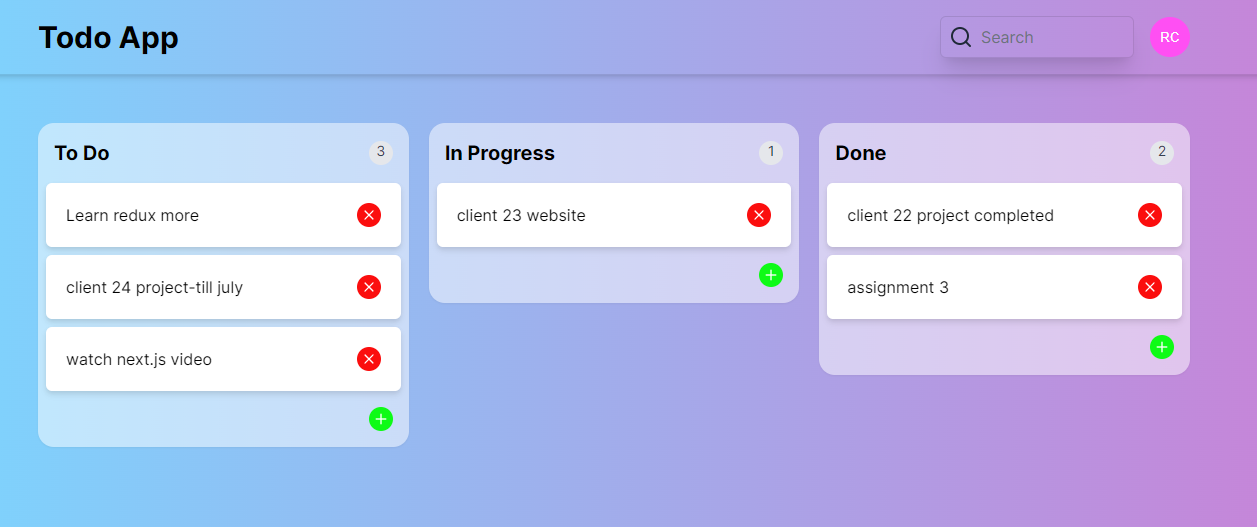 Todo App
Search
RC
To Do
3
Learn redux more
client 24 project-till july
watch next.js video
In Progress
1
client 23 website
Done
2
client 22 project completed
assignment 3